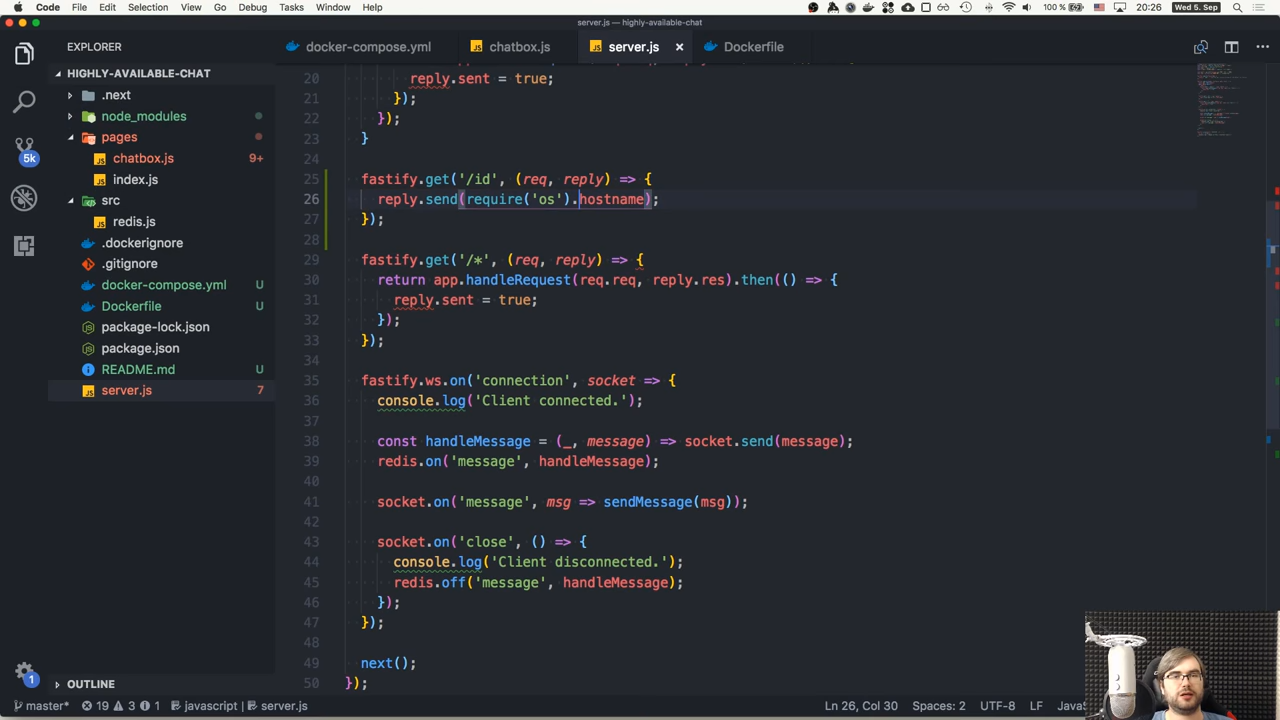 Code File Edit Selection View Go Debug Tasks Window Help 100 % 20:26 Wed 5. Sep
server.js — highly-available-chat
EXPLORER
docker-compose.yml chatbox.js server.js × Dockerfile
HIGHLY-AVAILABLE-CHAT
.next
node_modules
pages
chatbox.js 9+
index.js
src
redis.js
.dockerignore
.gitignore
docker-compose.yml U
Dockerfile U
package-lock.json
package.json
README.md U
server.js 7
5k
20 reply.sent = true;
21 });
22 });
23 }
24
25 fastify.get('/id', (req, reply) => {
26 reply.send(require('os').hostname);
27 });
28
29 fastify.get('/*', (req, reply) => {
30 return app.handleRequest(req.req, reply.res).then(() => {
31 reply.sent = true;
32 });
33 });
34
35 fastify.ws.on('connection', socket => {
36 console.log('Client connected.');
37
38 const handleMessage = (_, message) => socket.send(message);
39 redis.on('message', handleMessage);
40
41 socket.on('message', msg => sendMessage(msg));
42
43 socket.on('close', () => {
44 console.log('Client disconnected.');
45 redis.off('message', handleMessage);
46 });
47 });
48
49 next();
50 });
1
OUTLINE
master* 19 3 1 javascript server.js Ln 26, Col 30 Spaces: 2 UTF-8 LF